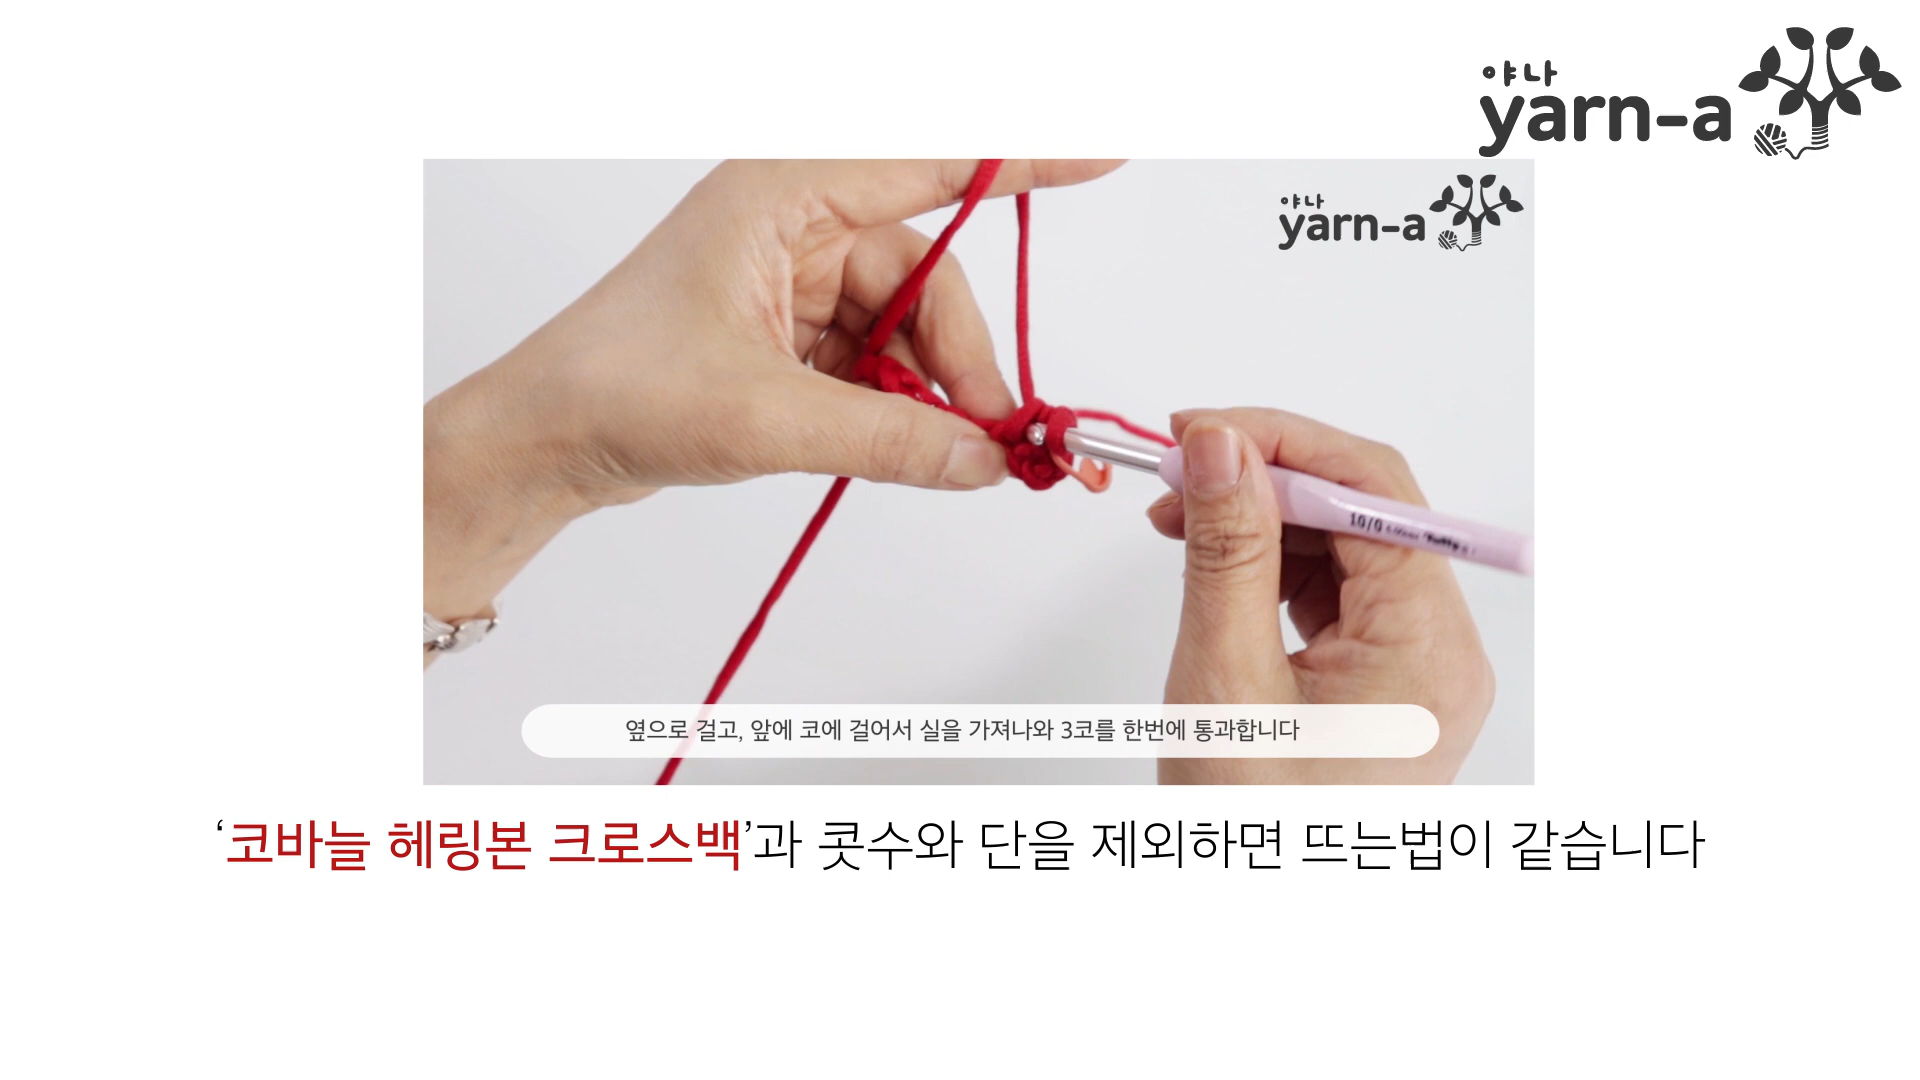 야나
yarn-a
야나
yarn-a
10/0
옆으로 걸고, 앞에 코에 걸어서 실을 가져나와 3코를 한번에 통과합니다
‘코바늘 헤링본 크로스백’과 콧수와 단을 제외하면 뜨는법이 같습니다